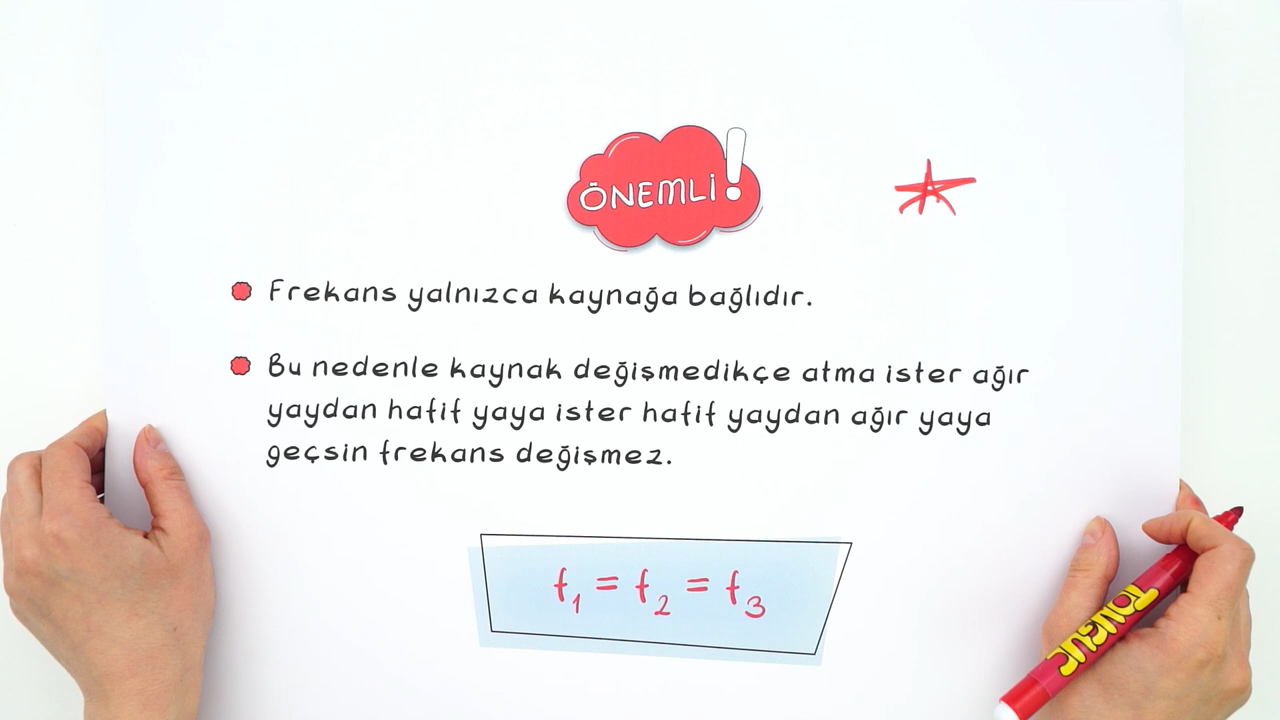 ÖNEMLİ!
Frekans yalnızca kaynağa bağlıdır.
Bu nedenle kaynak değişmedikçe atma ister ağır
yaydan hafif yaya ister hafif yaydan ağır yaya
geçsin frekans değişmez.
f₁ = f₂ = f₃
TONGUÇ